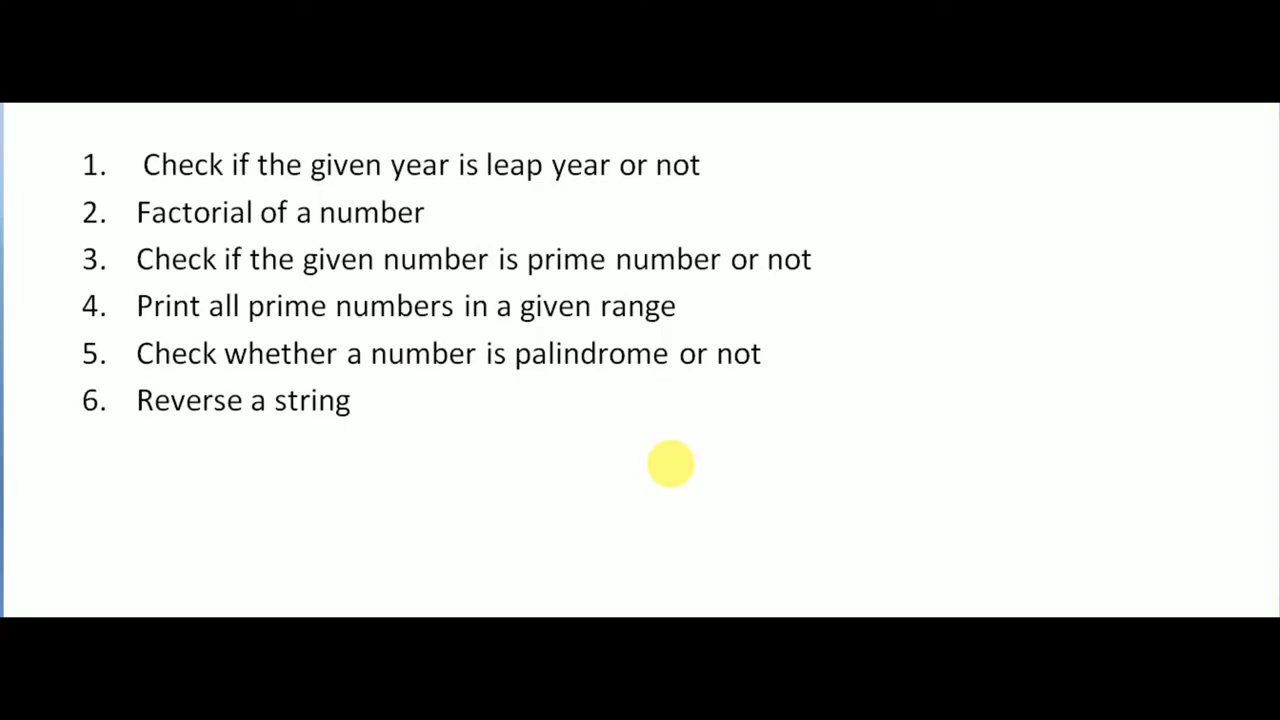 1. Check if the given year is leap year or not
2. Factorial of a number
3. Check if the given number is prime number or not
4. Print all prime numbers in a given range
5. Check whether a number is palindrome or not
6. Reverse a string